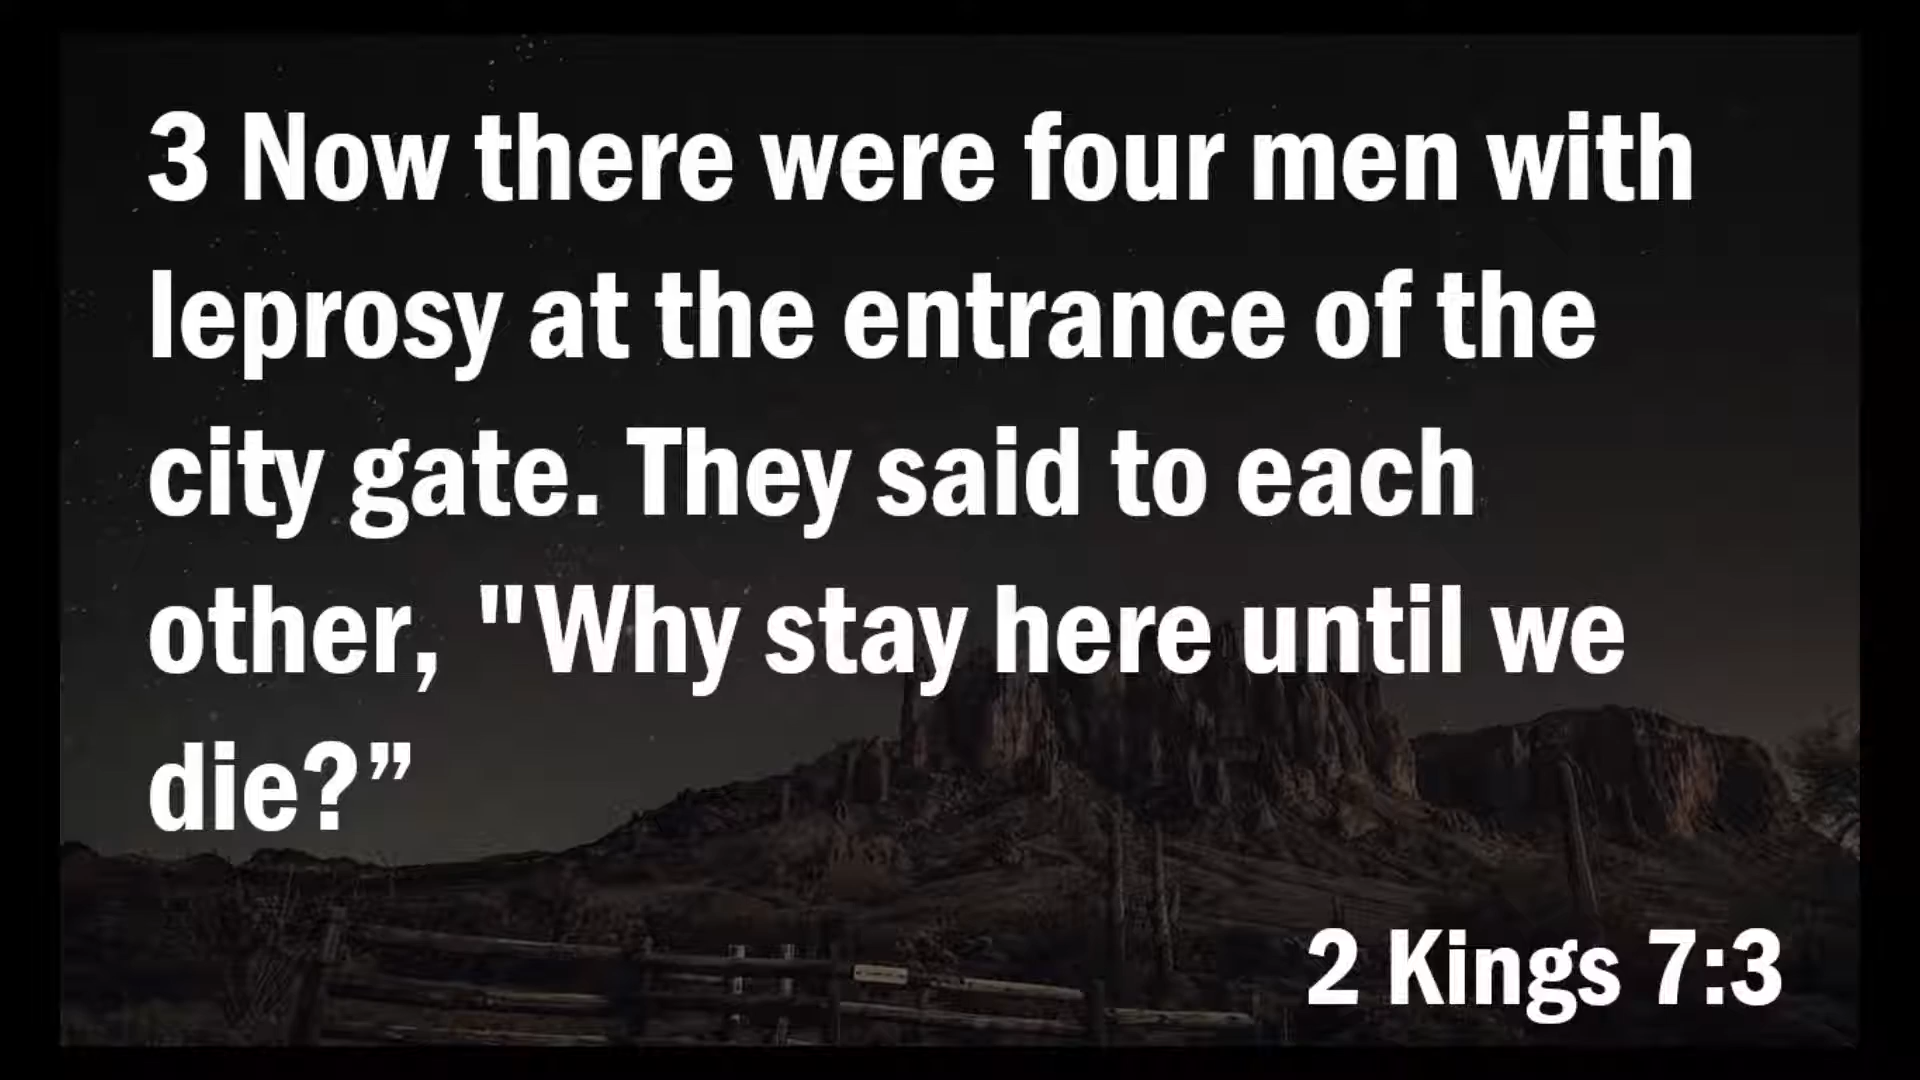 3 Now there were four men with
leprosy at the entrance of the
city gate. They said to each
other, "Why stay here until we
die?”
2 Kings 7:3